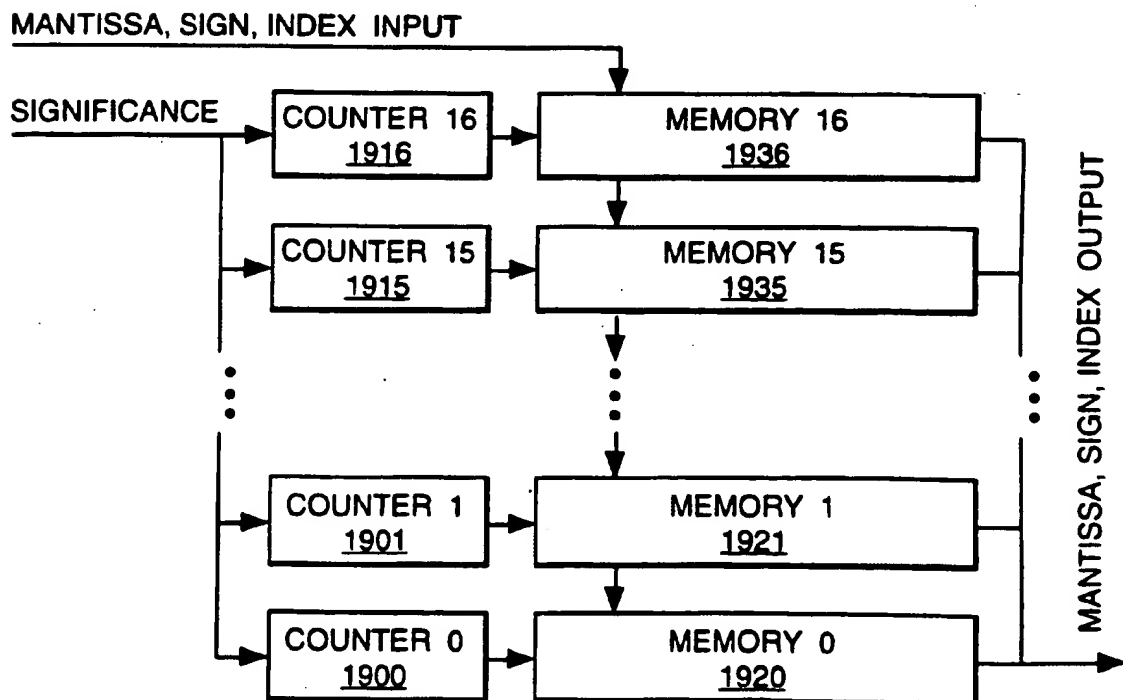 MANTISSA, SIGN, INDEX INPUT
SIGNIFICANCE
COUNTER 16
1916
MEMORY 16
1936
COUNTER 15
1915
MEMORY 15
1935
COUNTER 1
1901
MEMORY 1
1921
COUNTER 0
1900
MEMORY 0
1920
MANTISSA, SIGN, INDEX OUTPUT